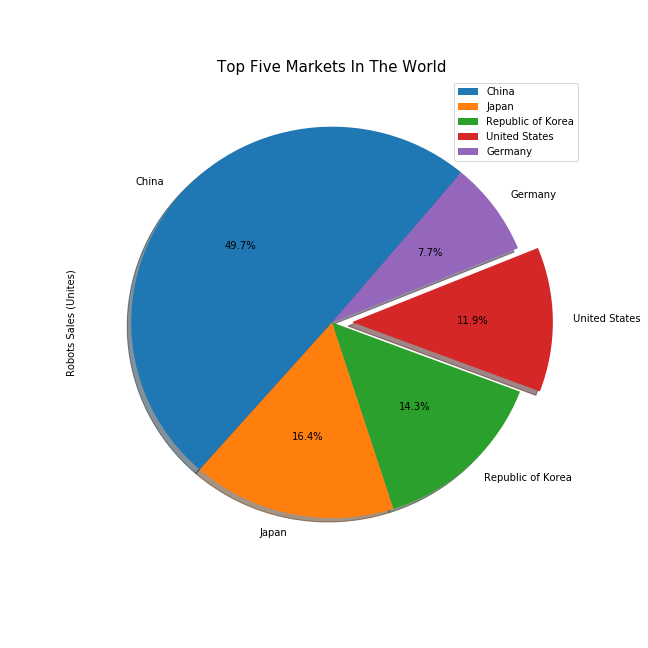 Top Five Markets In The World
China
Japan
Republic of Korea
United States
Germany
China
Germany
49.7%
7.7%
Robots Sales (Unites)
11.9%
United States
14.3%
16.4%
Republic of Korea
Japan